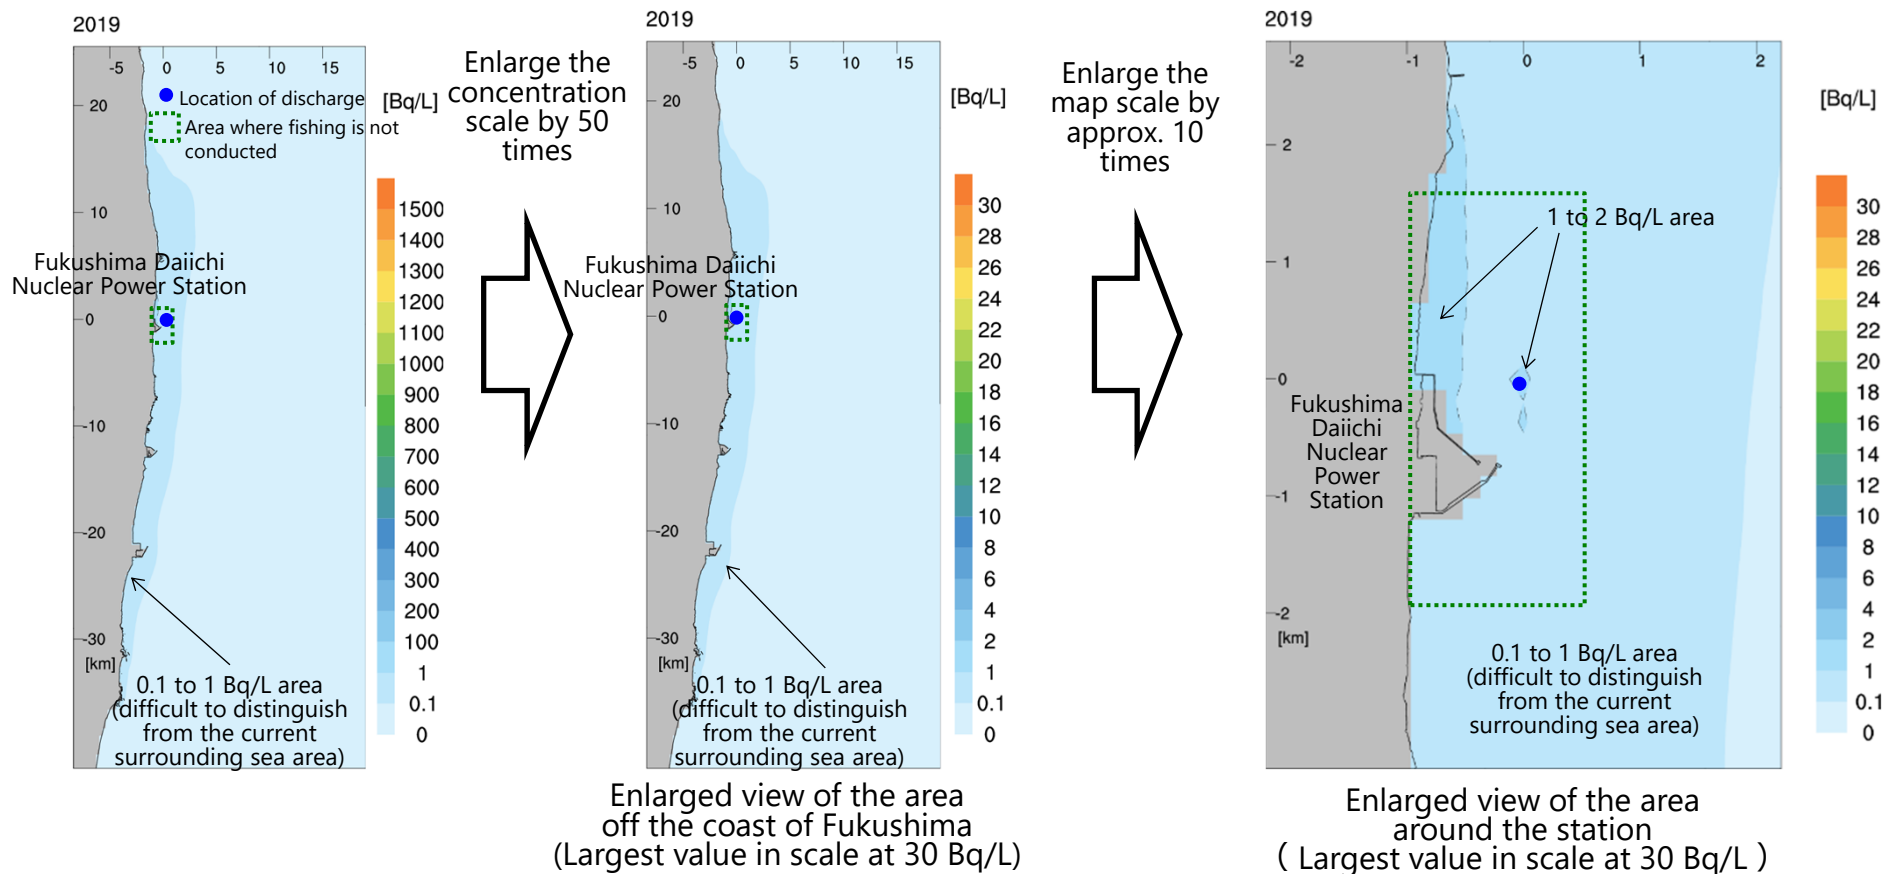 2019
-5 0 5 10 15
Location of discharge
[Bq/L]
Area where fishing is not
conducted
20
10
0
-10
-20
-30
[km]
Fukushima Daiichi
Nuclear Power Station
1500
1400
1300
1200
1100
1000
900
800
700
600
500
400
300
200
100
1
0.1
0
0.1 to 1 Bq/L area
(difficult to distinguish
from the current
surrounding sea area)
Enlarge the
concentration
scale by 50
times
2019
-5 0 5 10 15
[Bq/L]
20
10
0
-10
-20
-30
[km]
Fukushima Daiichi
Nuclear Power Station
30
28
26
24
22
20
18
16
14
12
10
8
6
4
2
1
0.1
0
0.1 to 1 Bq/L area
(difficult to distinguish
from the current
surrounding sea area)
Enlarged view of the area
off the coast of Fukushima
(Largest value in scale at 30 Bq/L)
Enlarge the
map scale by
approx. 10
times
2019
-2 -1 0 1 2
[Bq/L]
2
1
0
-1
-2
[km]
1 to 2 Bq/L area
Fukushima
Daiichi
Nuclear
Power
Station
30
28
26
24
22
20
18
16
14
12
10
8
6
4
2
1
0.1
0
0.1 to 1 Bq/L area
(difficult to distinguish
from the current
surrounding sea area)
Enlarged view of the area
around the station
( Largest value in scale at 30 Bq/L )